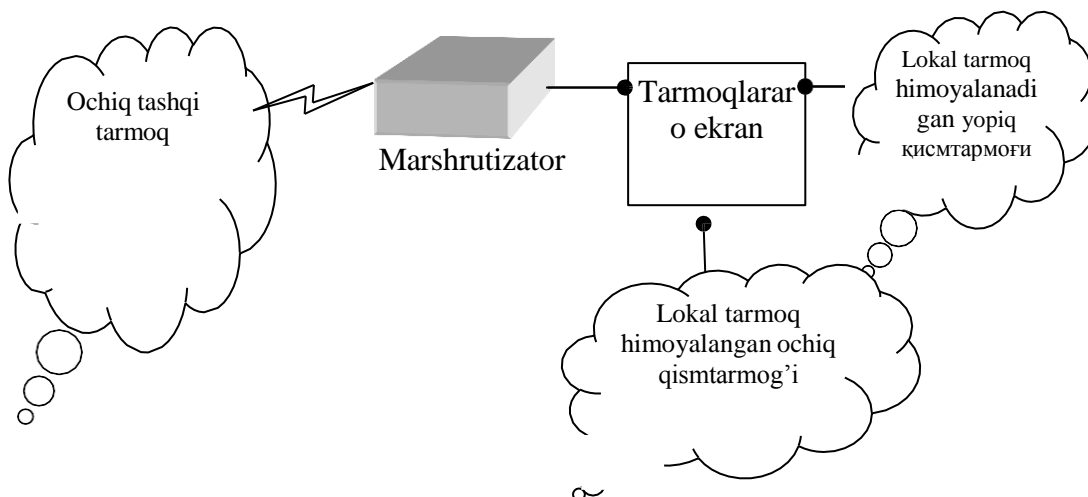 Ochiq tashqi
tarmoq
Marshrutizator
Tarmoqlarar
o ekran
Lokal tarmoq
himoyalanadi
gan yopiq
қисмтармоғи
Lokal tarmoq
himoyalangan ochiq
qismtarmog’i